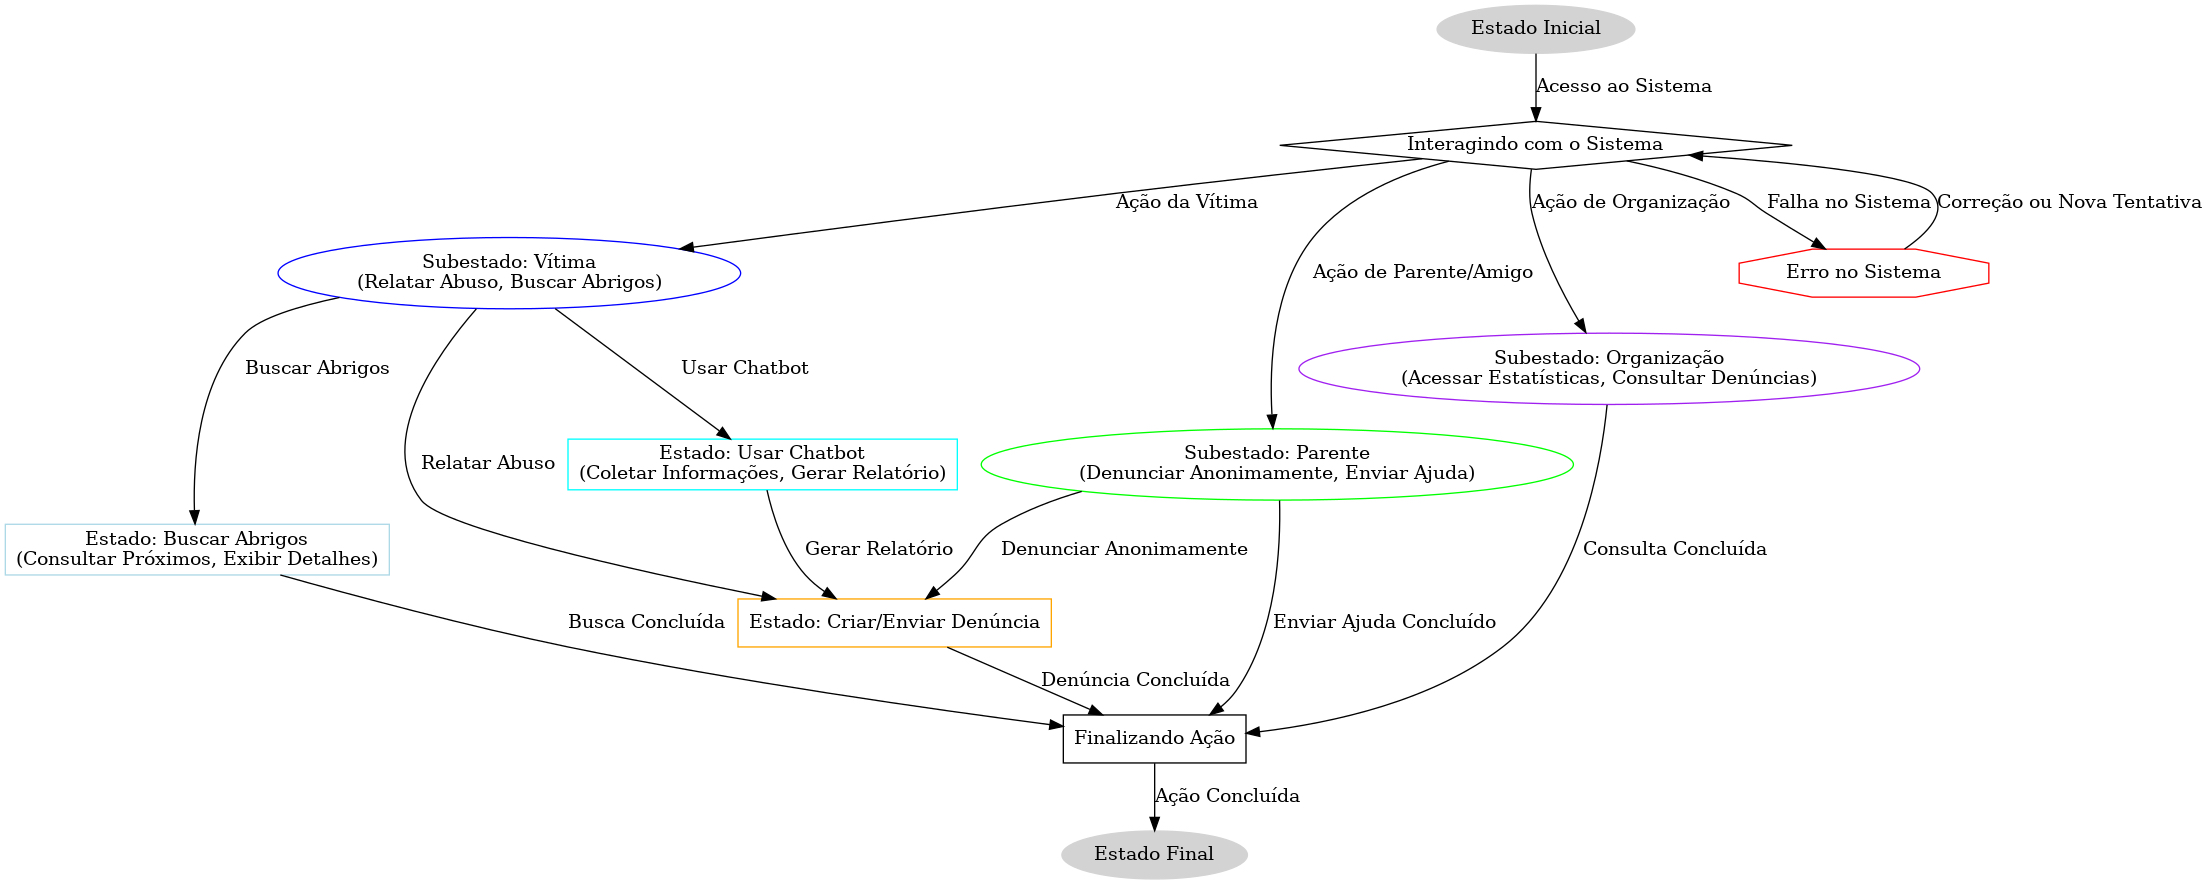 Estado Inicial
Acesso ao Sistema
Interagindo com o Sistema
Ação da Vítima
Ação de Organização
Falha no Sistema
Correção ou Nova Tentativa
Subestado: Vítima
(Relatar Abuso, Buscar Abrigos)
Ação de Parente/Amigo
Erro no Sistema
Buscar Abrigos
Usar Chatbot
Subestado: Organização
(Acessar Estatísticas, Consultar Denúncias)
Relatar Abuso
Estado: Usar Chatbot
(Coletar Informações, Gerar Relatório)
Subestado: Parente
(Denunciar Anonimamente, Enviar Ajuda)
Estado: Buscar Abrigos
(Consultar Próximos, Exibir Detalhes)
Gerar Relatório
Denunciar Anonimamente
Consulta Concluída
Busca Concluída
Estado: Criar/Enviar Denúncia
Enviar Ajuda Concluído
Denúncia Concluída
Finalizando Ação
Ação Concluída
Estado Final